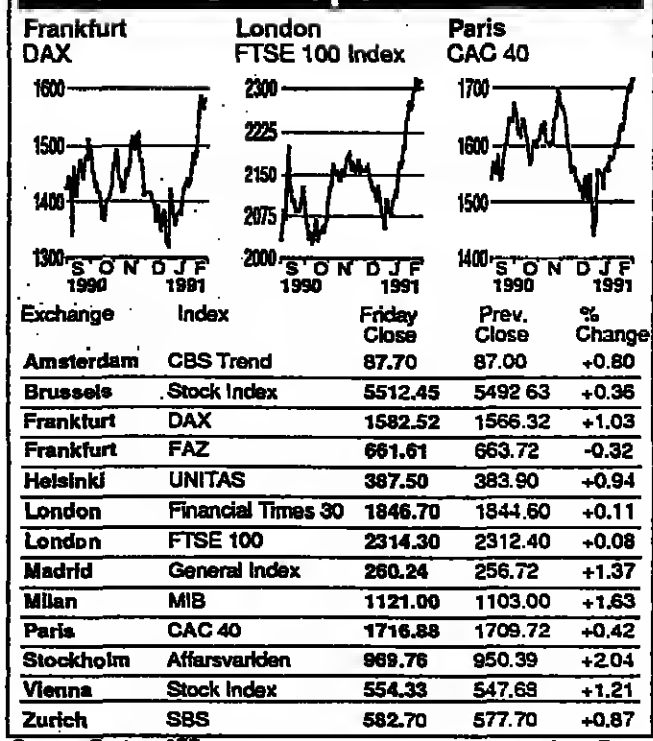 Frankfurt London Paris
DAX FTSE 100 Index CAC 40
1600 1500 1400 1300
S O N D J F
1990 1991
2300 2225 2150 2075 2000
S O N D J F
1990 1991
1700 1600 1500 1400
S O N D J F
1990 1991
Exchange Index Friday Close Prev. Close % Change
Amsterdam CBS Trend 87.70 87.00 +0.80
Brussels Stock Index 5512.45 5492 63 +0.36
Frankfurt DAX 1582.52 1566.32 +1.03
Frankfurt FAZ 661.61 663.72 -0.32
Helsinki UNITAS 387.50 383.90 +0.94
London Financial Times 30 1846.70 1844.60 +0.11
London FTSE 100 2314.30 2312.40 +0.08
Madrid General Index 260.24 256.72 +1.37
Milan MIB 1121.00 1103.00 +1.63
Paris CAC 40 1716.88 1709.72 +0.42
Stockholm Affarsvarlden 969.76 950.39 +2.04
Vienna Stock Index 554.33 547.68 +1.21
Zurich SBS 582.70 577.70 +0.87